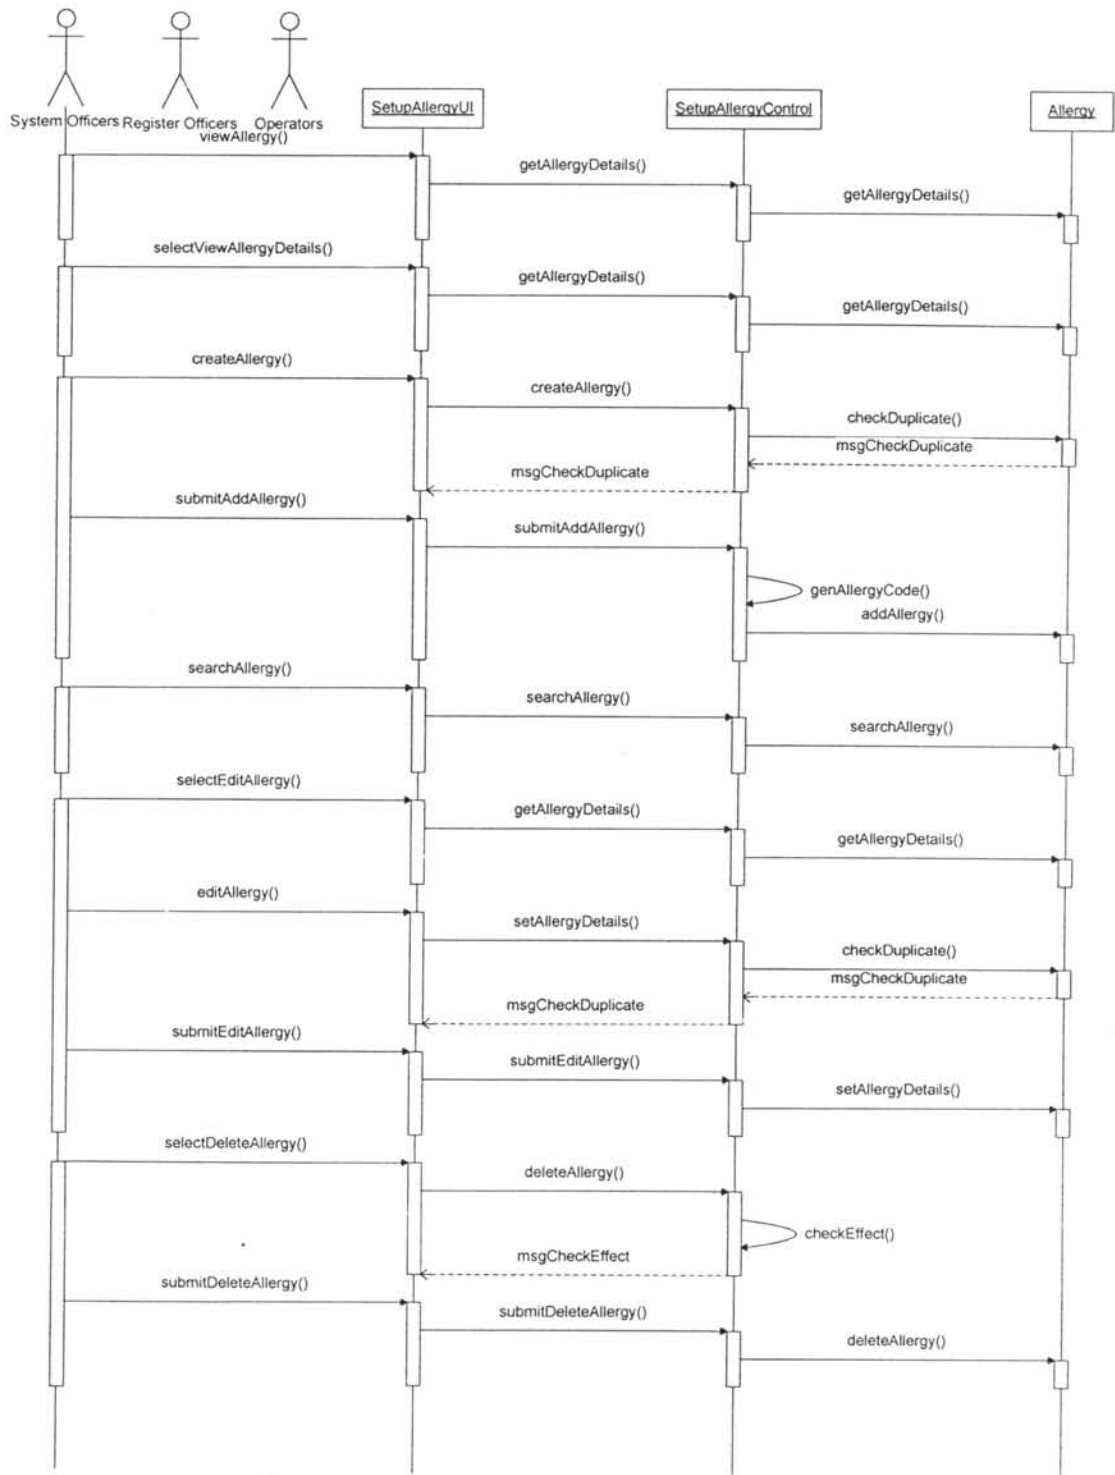 System Officers
Register Officers
Operators
SetupAllergyUI
SetupAllergyControl
Allergy
viewAllergy()
getAllergyDetails()
getAllergyDetails()
selectViewAllergyDetails()
getAllergyDetails()
getAllergyDetails()
createAllergy()
createAllergy()
checkDuplicate()
msgCheckDuplicate
msgCheckDuplicate
submitAddAllergy()
submitAddAllergy()
genAllergyCode()
addAllergy()
searchAllergy()
searchAllergy()
searchAllergy()
selectEditAllergy()
getAllergyDetails()
getAllergyDetails()
editAllergy()
setAllergyDetails()
checkDuplicate()
msgCheckDuplicate
msgCheckDuplicate
submitEditAllergy()
submitEditAllergy()
setAllergyDetails()
selectDeleteAllergy()
deleteAllergy()
checkEffect()
msgCheckEffect
submitDeleteAllergy()
submitDeleteAllergy()
deleteAllergy()